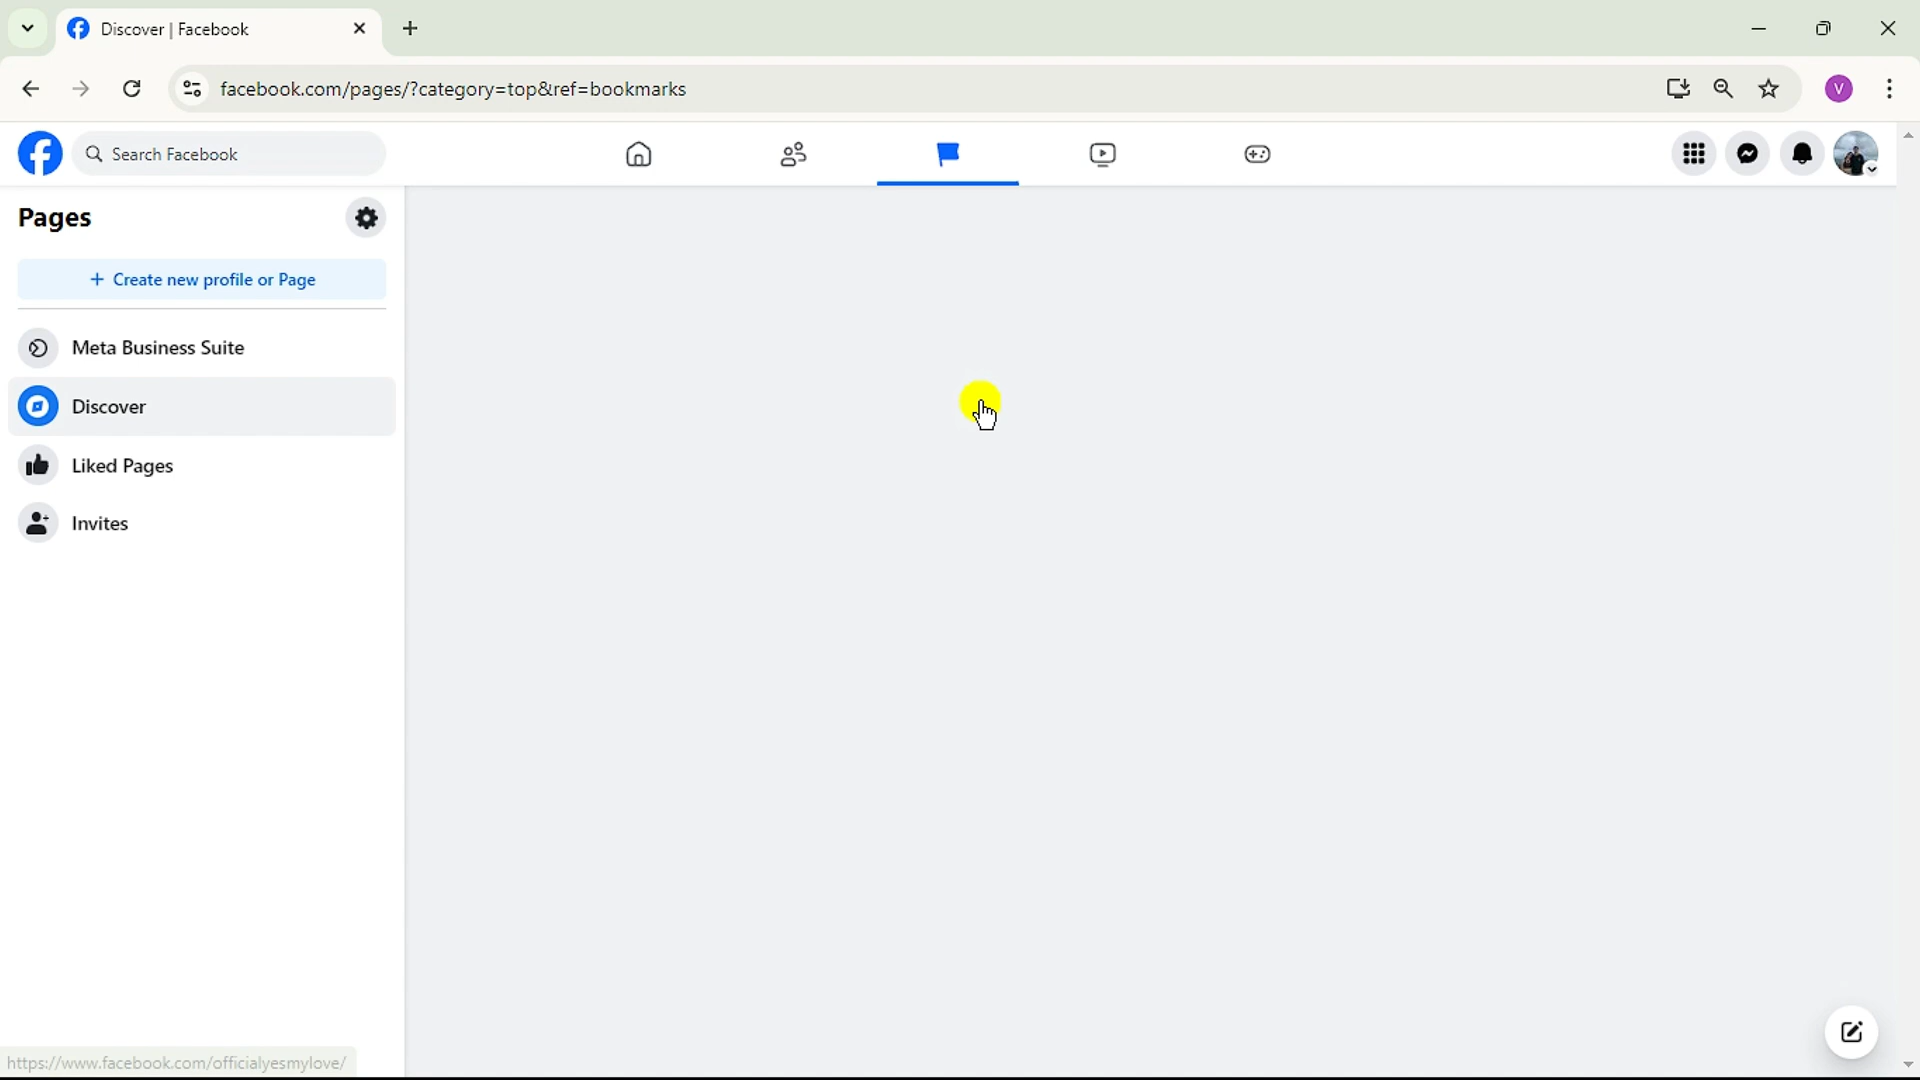 Discover | Facebook
facebook.com/pages/?category=top&ref=bookmarks
V
Search Facebook
Pages
+ Create new profile or Page
Meta Business Suite
Discover
Liked Pages
Invites
https://www.facebook.com/officialyesmylove/